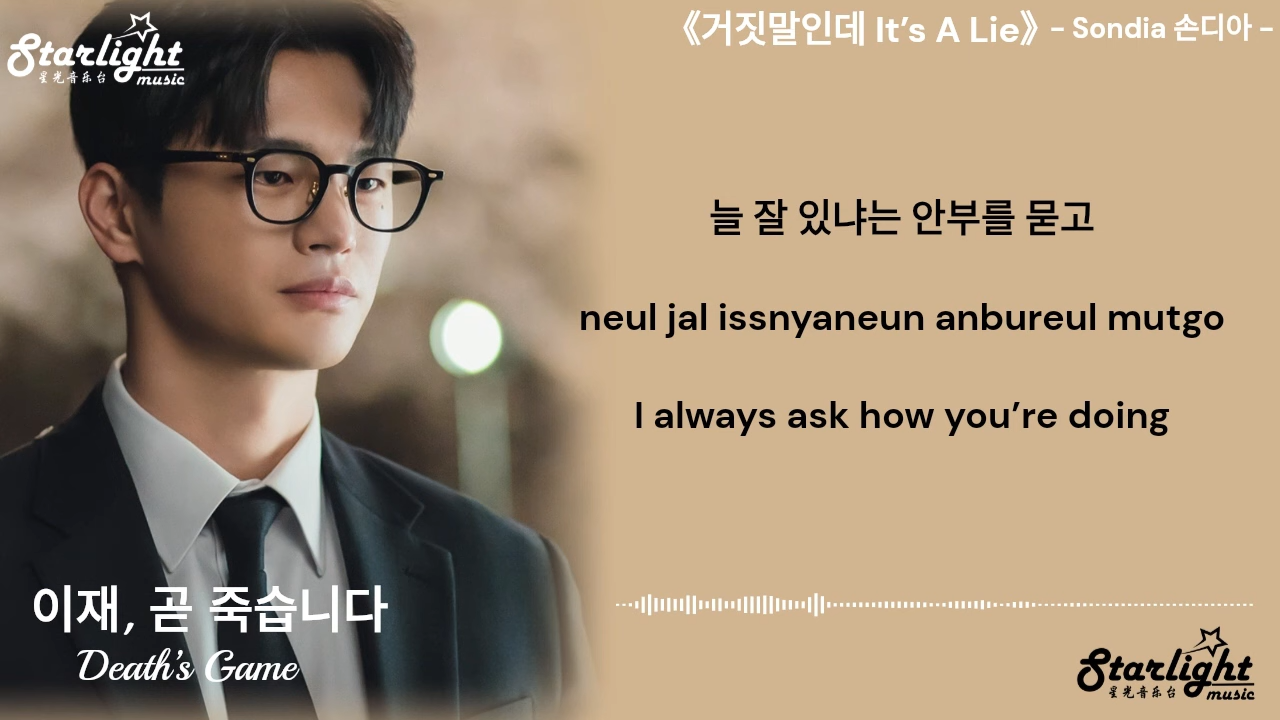 Starlight
星光音乐台 music
《거짓말인데 It’s A Lie》- Sondia 손디아 -
늘 잘 있냐는 안부를 묻고
neul jal issnyaneun anbureul mutgo
I always ask how you’re doing
이재, 곧 죽습니다
Death’s Game
Starlight
星光音乐台 music